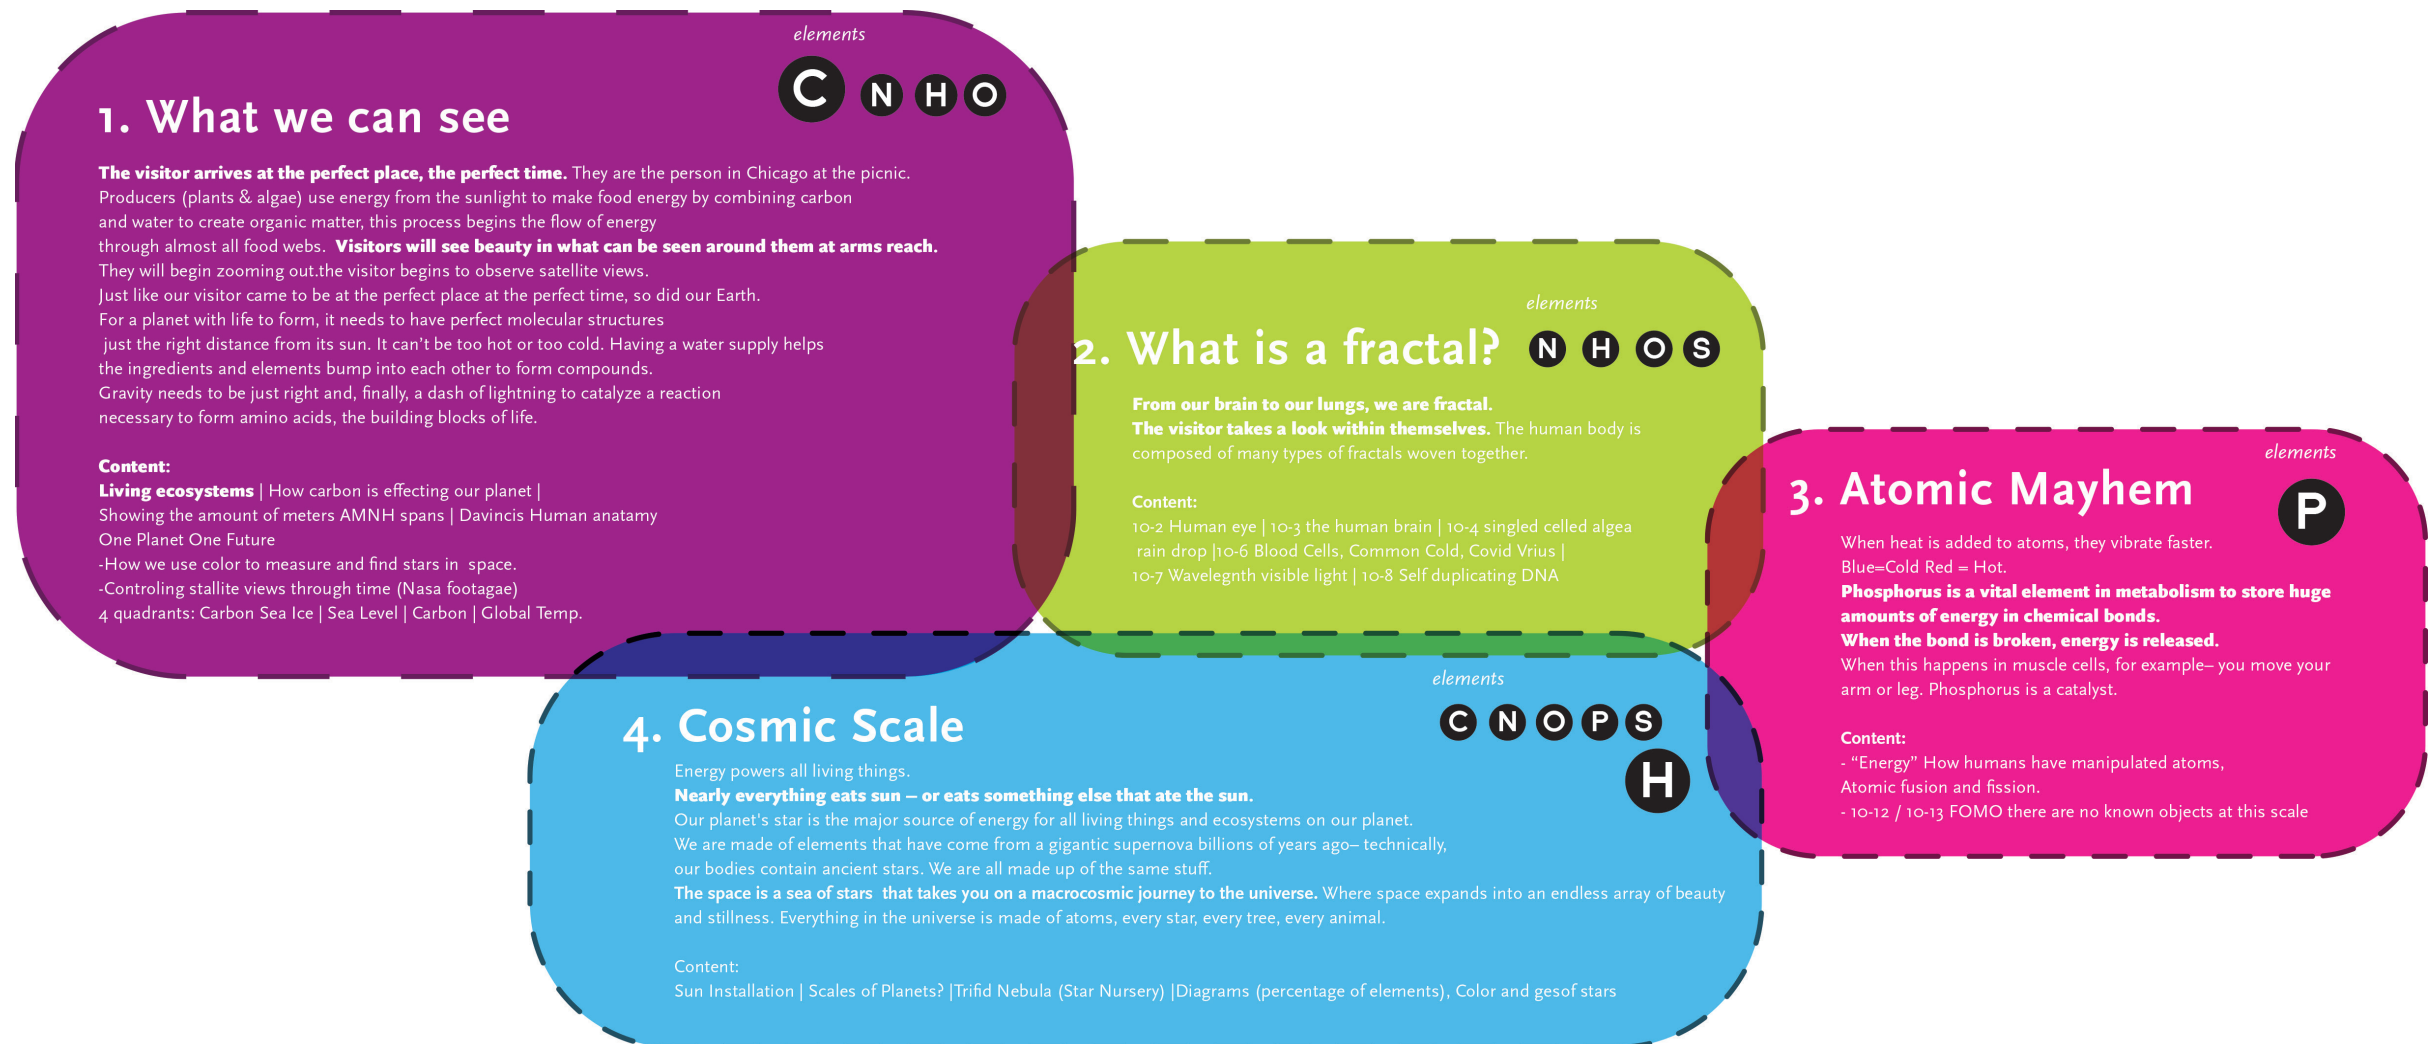 elements
C N H O
1. What we can see
The visitor arrives at the perfect place, the perfect time. They are the person in Chicago at the picnic.
Producers (plants & algae) use energy from the sunlight to make food energy by combining carbon
and water to create organic matter, this process begins the flow of energy
through almost all food webs. Visitors will see beauty in what can be seen around them at arms reach.
They will begin zooming out.the visitor begins to observe satellite views.
Just like our visitor came to be at the perfect place at the perfect time, so did our Earth.
For a planet with life to form, it needs to have perfect molecular structures
just the right distance from its sun. It can't be too hot or too cold. Having a water supply helps
the ingredients and elements bump into each other to form compounds.
Gravity needs to be just right and, finally, a dash of lightning to catalyze a reaction
necessary to form amino acids, the building blocks of life.
Content:
Living ecosystems | How carbon is effecting our planet |
Showing the amount of meters AMNH spans | Davincis Human anatamy
One Planet One Future
-How we use color to measure and find stars in space.
-Controling stallite views through time (Nasa footagae)
4 quadrants: Carbon Sea Ice | Sea Level | Carbon | Global Temp.
elements
2. What is a fractal?
N H O S
From our brain to our lungs, we are fractal.
The visitor takes a look within themselves. The human body is
composed of many types of fractals woven together.
Content:
10-2 Human eye | 10-3 the human brain | 10-4 singled celled algea
rain drop |10-6 Blood Cells, Common Cold, Covid Vrius |
10-7 Wavelegnth visible light | 10-8 Self duplicating DNA
elements
3. Atomic Mayhem
P
When heat is added to atoms, they vibrate faster.
Blue=Cold Red = Hot.
Phosphorus is a vital element in metabolism to store huge
amounts of energy in chemical bonds.
When the bond is broken, energy is released.
When this happens in muscle cells, for example– you move your
arm or leg. Phosphorus is a catalyst.
Content:
- “Energy” How humans have manipulated atoms,
Atomic fusion and fission.
- 10-12 / 10-13 FOMO there are no known objects at this scale
elements
C N O P S
4. Cosmic Scale
H
Energy powers all living things.
Nearly everything eats sun – or eats something else that ate the sun.
Our planet's star is the major source of energy for all living things and ecosystems on our planet.
We are made of elements that have come from a gigantic supernova billions of years ago– technically,
our bodies contain ancient stars. We are all made up of the same stuff.
The space is a sea of stars that takes you on a macrocosmic journey to the universe. Where space expands into an endless array of beauty
and stillness. Everything in the universe is made of atoms, every star, every tree, every animal.
Content:
Sun Installation | Scales of Planets? |Trifid Nebula (Star Nursery) |Diagrams (percentage of elements), Color and gesof stars